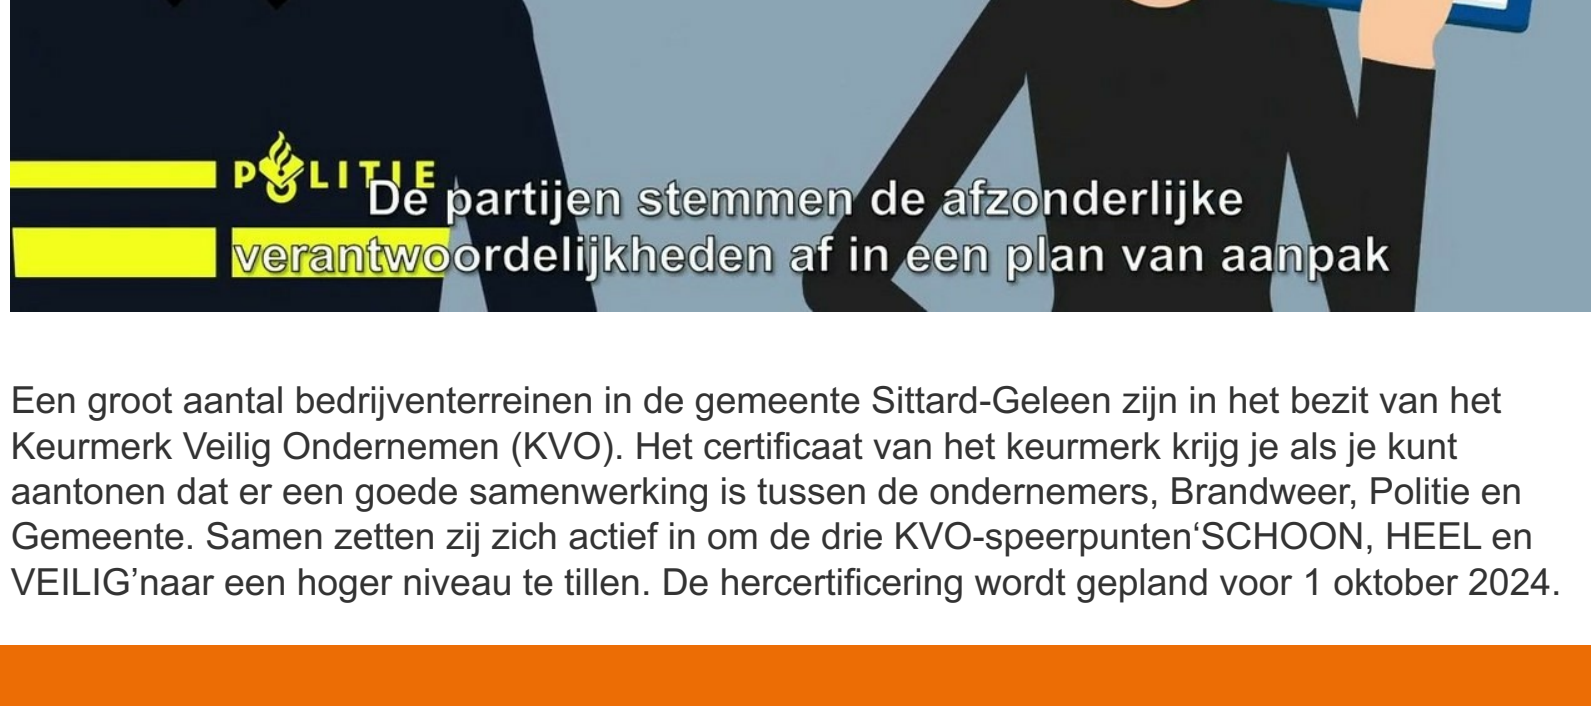 POLITIE
De partijen stemmen de afzonderlijke
verantwoordelijkheden af in een plan van aanpak
Een groot aantal bedrijventerreinen in de gemeente Sittard-Geleen zijn in het bezit van het
Keurmerk Veilig Ondernemen (KVO). Het certificaat van het keurmerk krijg je als je kunt
aantonen dat er een goede samenwerking is tussen de ondernemers, Brandweer, Politie en
Gemeente. Samen zetten zij zich actief in om de drie KVO-speerpunten‘SCHOON, HEEL en
VEILIG’naar een hoger niveau te tillen. De hercertificering wordt gepland voor 1 oktober 2024.